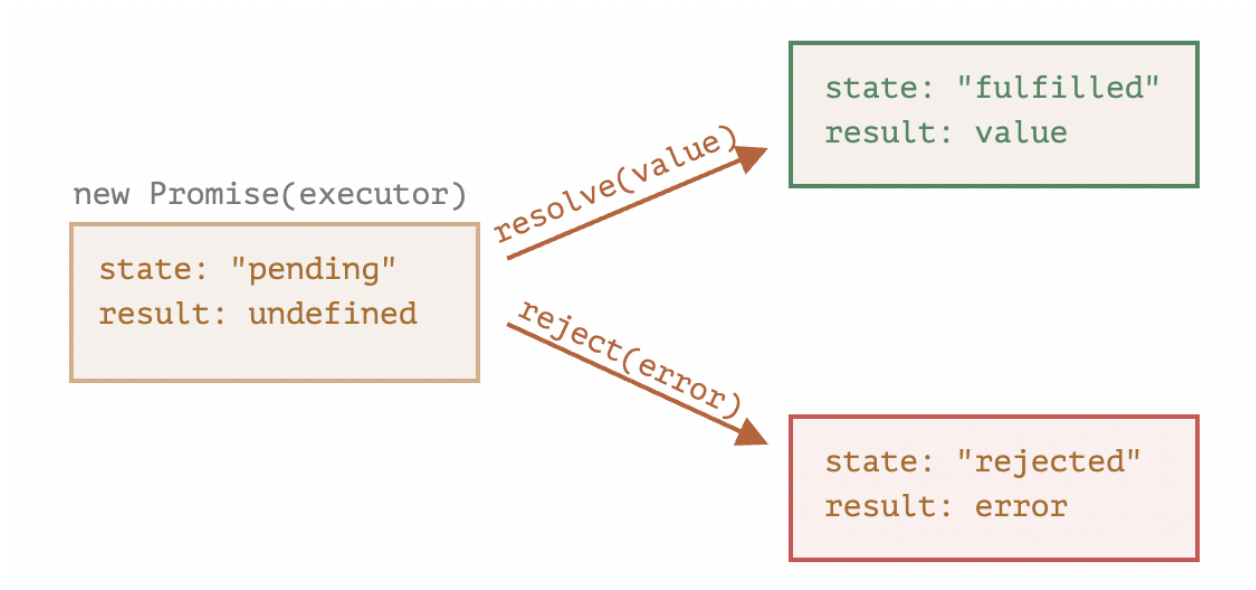 new Promise(executor)
state: "pending"
result: undefined
resolve(value)
reject(error)
state: "fulfilled"
result: value
state: "rejected"
result: error